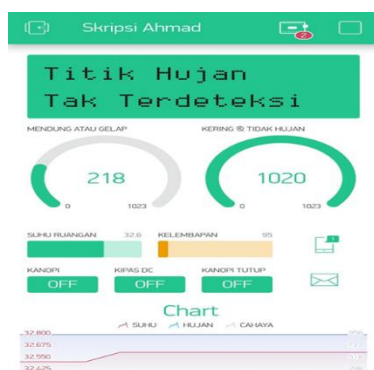 Skripsi Ahmad
2
Titik Hujan
Tak Terdeteksi
MENDUNG ATAU GELAP
KERING @ TIDAK HUJAN
218
1020
0 1023
0 1023
SUHU RUANGAN 32.6 KELEMBAPAN 95
1
KANOPI KIPAS DC KANOPI TUTUP
OFF OFF OFF
Chart
SUHU HUJAN CAHAYA
32.800
32.675
32.550
32.425